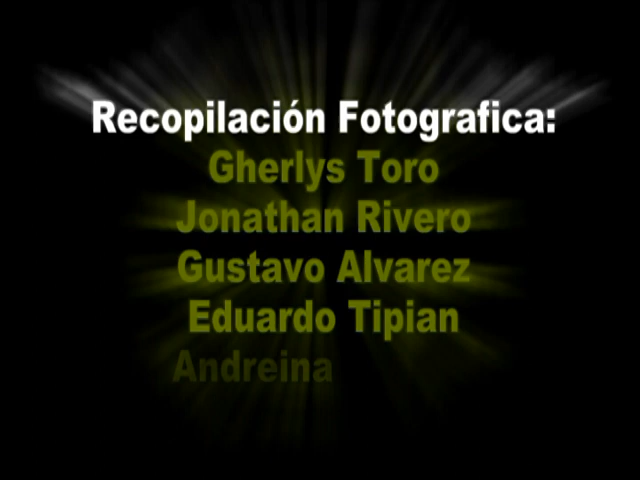 Recopilación Fotografica:
Gherlys Toro
Jonathan Rivero
Gustavo Alvarez
Eduardo Tipian
Andreina